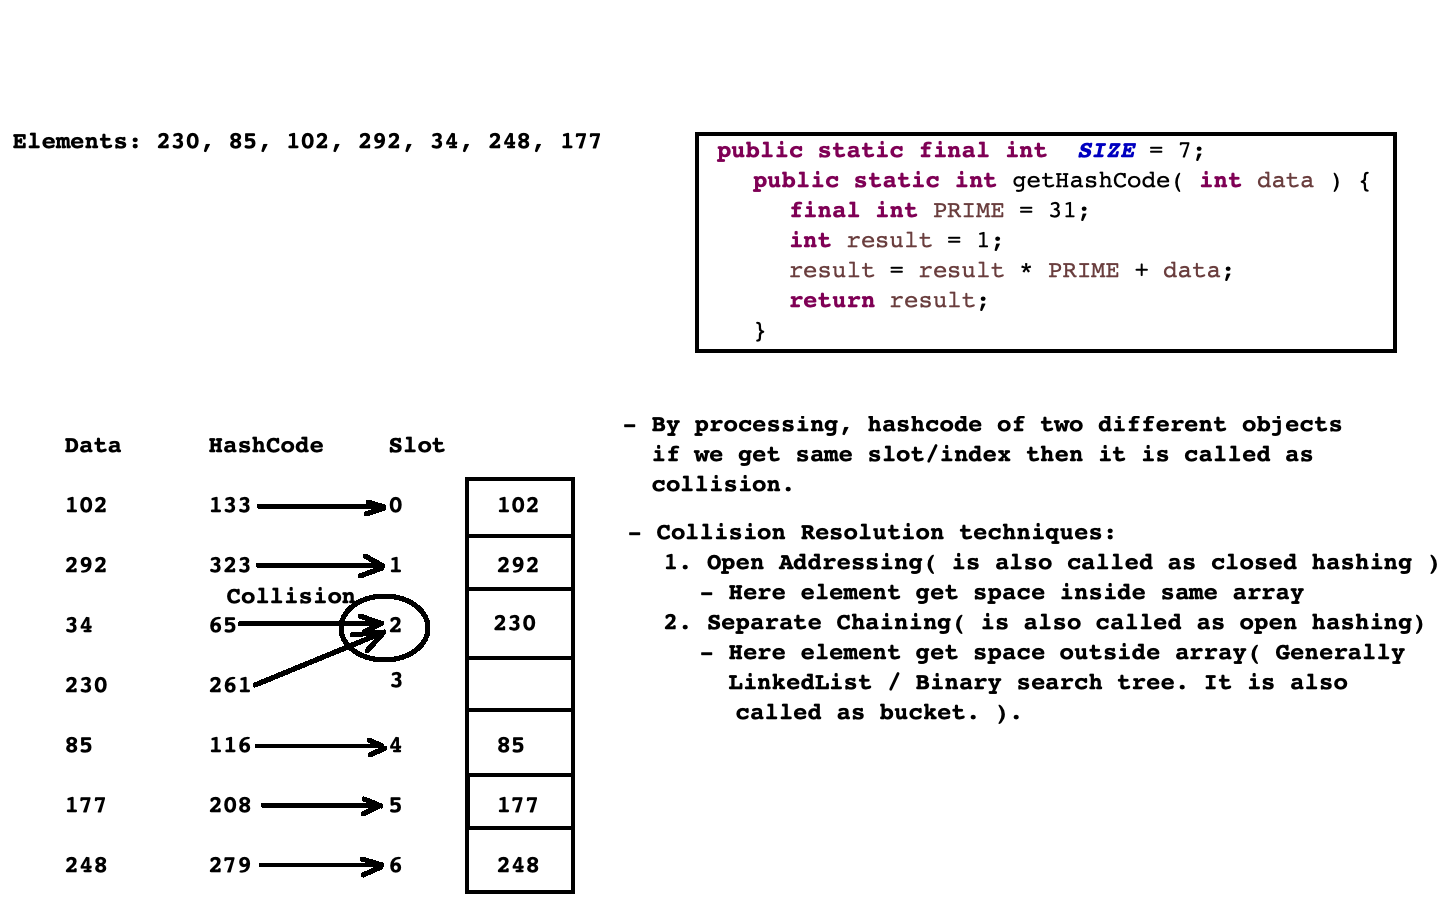 Elements: 230, 85, 102, 292, 34, 248, 177
public static final int SIZE = 7;
public static int getHashCode( int data ) {
final int PRIME = 31;
int result = 1;
result = result * PRIME + data;
return result;
}
Data HashCode Slot
102 133 0 102
292 323 1 292
Collision
34 65 2 230
230 261 3
85 116 4 85
177 208 5 177
248 279 6 248
- By processing, hashcode of two different objects
if we get same slot/index then it is called as
collision.
- Collision Resolution techniques:
1. Open Addressing( is also called as closed hashing )
- Here element get space inside same array
2. Separate Chaining( is also called as open hashing)
- Here element get space outside array( Generally
LinkedList / Binary search tree. It is also
called as bucket. ).